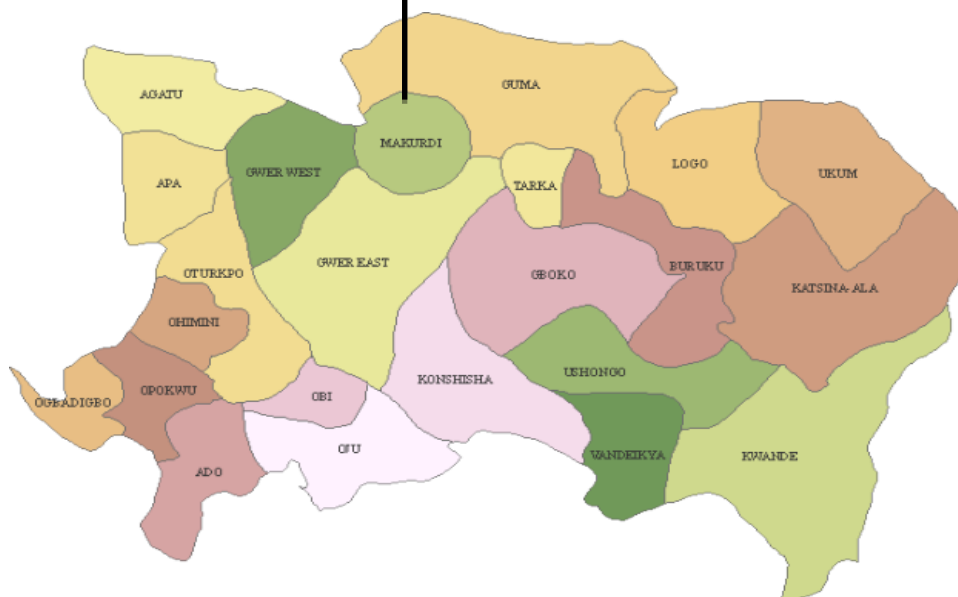 GUMA
AGATU
MAKURDI
LOGO
GWER WEST
UKUM
APA
TARKA
GWER EAST
OTURKPO
GBOKO
BURUKU
KATSINA-ALA
OHIMINI
USHONGO
KONSHISHA
OPOKWU
OBI
OGBADIGBO
OJU
VANDEIKYA
KWANDE
ADO